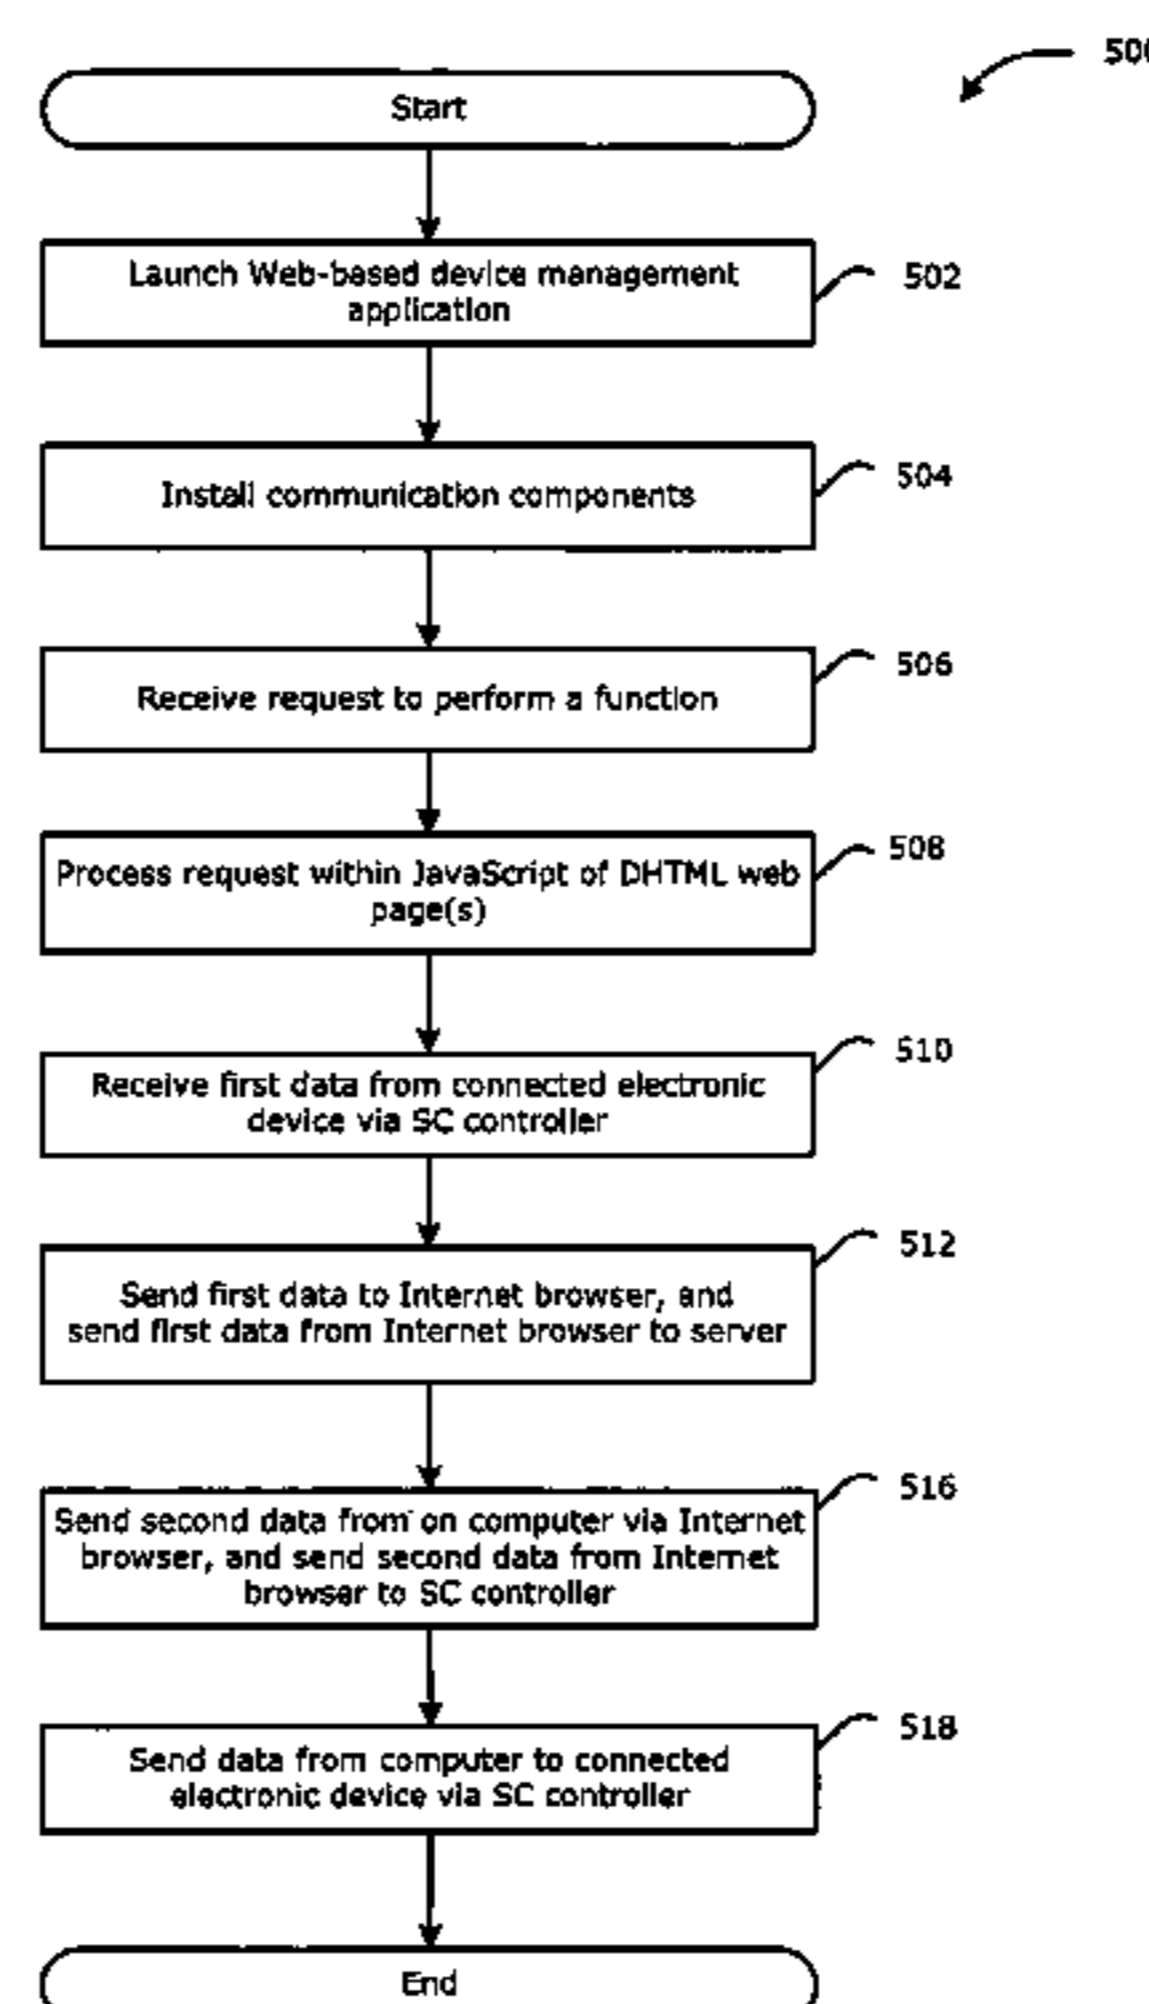 500
Start
Launch Web-based device management
application
502
Install communication components
504
Receive request to perform a function
506
Process request within JavaScript of DHTML web
page(s)
508
Receive first data from connected electronic
device via SC controller
510
Send first data to Internet browser, and
send first data from Internet browser to server
512
Send second data from on computer via Internet
browser, and send second data from Internet
browser to SC controller
516
Send data from computer to connected
electronic device via SC controller
518
End